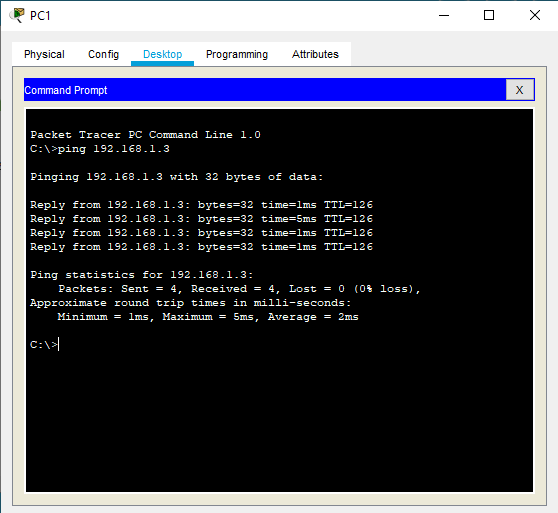 PC1
Physical Config Desktop Programming Attributes
Command Prompt X
Packet Tracer PC Command Line 1.0
C:\>ping 192.168.1.3
Pinging 192.168.1.3 with 32 bytes of data:
Reply from 192.168.1.3: bytes=32 time=1ms TTL=126
Reply from 192.168.1.3: bytes=32 time=5ms TTL=126
Reply from 192.168.1.3: bytes=32 time=1ms TTL=126
Reply from 192.168.1.3: bytes=32 time=1ms TTL=126
Ping statistics for 192.168.1.3:
Packets: Sent = 4, Received = 4, Lost = 0 (0% loss),
Approximate round trip times in milli-seconds:
Minimum = 1ms, Maximum = 5ms, Average = 2ms
C:\>